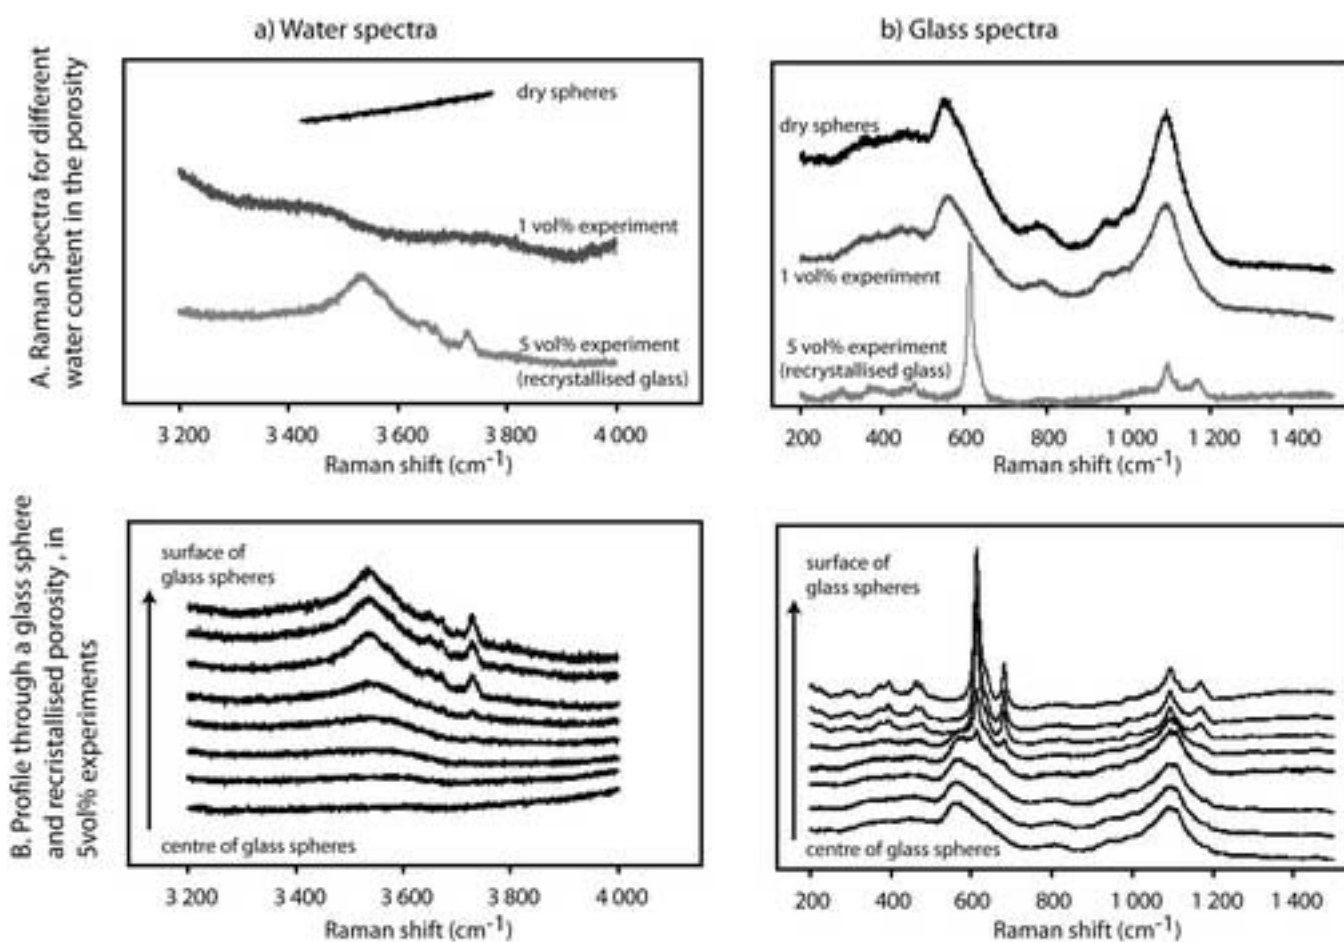 a) Water spectra
b) Glass spectra
A. Raman Spectra for different
water content in the porosity
dry spheres
1 vol% experiment
5 vol% experiment
(recrystallised glass)
3 200 3 400 3 600 3 800 4 000
Raman shift (cm-1)
dry spheres
1 vol% experiment
5 vol% experiment
(recrystallised glass)
200 400 600 800 1 000 1 200 1 400
Raman shift (cm-1)
B. Profile through a glass sphere
and recristallised porosity , in
5vol% experiments
surface of
glass spheres
centre of glass spheres
3 200 3 400 3 600 3 800 4 000
Raman shift (cm-1)
surface of
glass spheres
centre of glass spheres
200 400 600 800 1 000 1 200 1 400
Raman shift (cm-1)